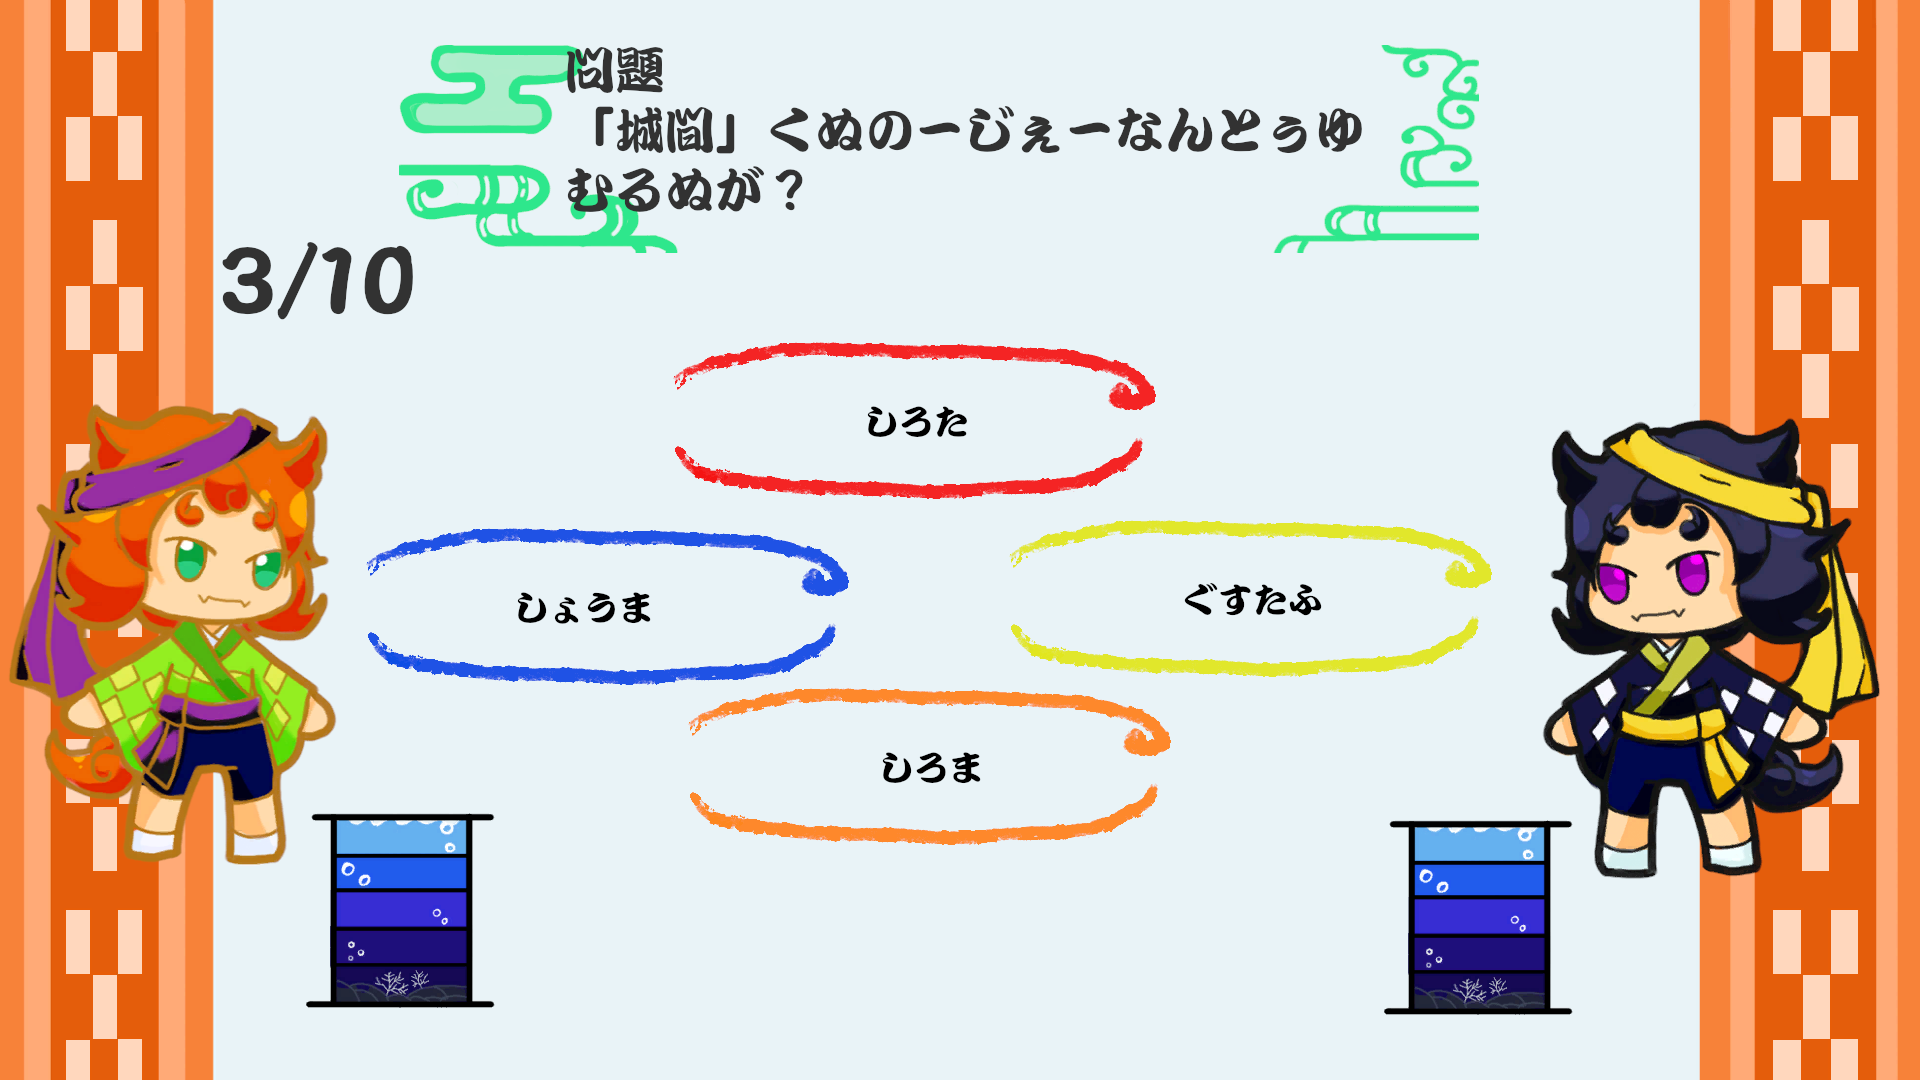 問題
「城間」くぬのーじぇーなんとぅゆ
むるぬが？
3/10
しろた
しょうま
ぐすたふ
しろま